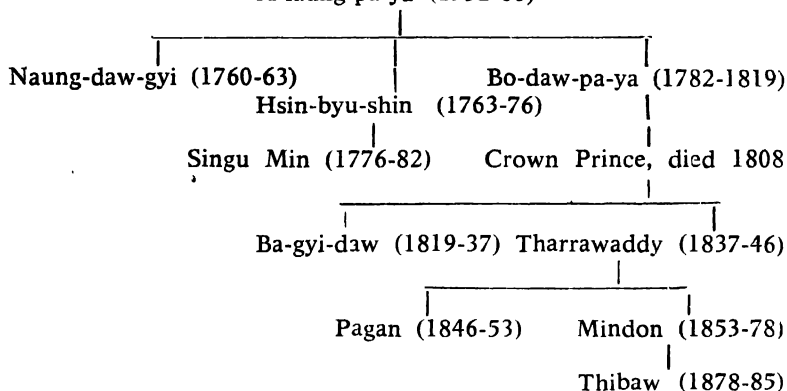 Naung-daw-gyi (1760-63) Bo-daw-pa-ya (1782-1819)
Hsin-byu-shin (1763-76)
Singu Min (1776-82) Crown Prince, died 1808
Ba-gyi-daw (1819-37) Tharrawaddy (1837-46)
Pagan (1846-53) Mindon (1853-78)
Thibaw (1878-85)